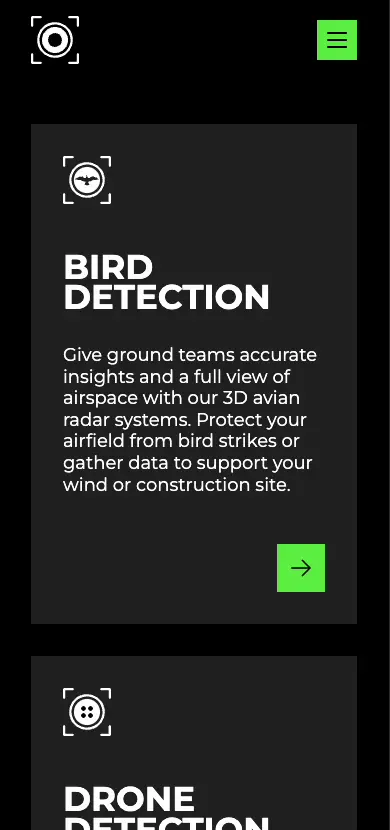 BIRD
DETECTION
Give ground teams accurate
insights and a full view of
airspace with our 3D avian
radar systems. Protect your
airfield from bird strikes or
gather data to support your
wind or construction site.
DRONE
DETECTION